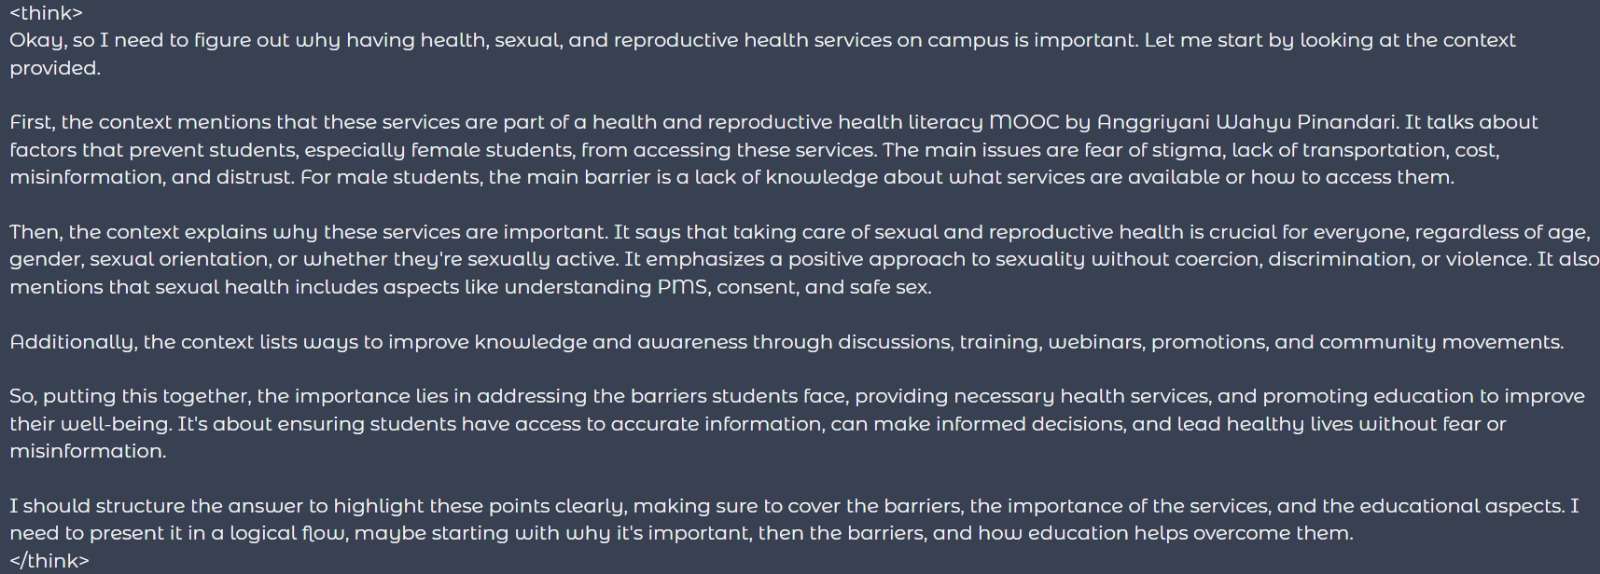 <think>
Okay, so I need to figure out why having health, sexual, and reproductive health services on campus is important. Let me start by looking at the context
provided.
First, the context mentions that these services are part of a health and reproductive health literacy MOOC by Anggriyani Wahyu Pinandari. It talks about
factors that prevent students, especially female students, from accessing these services. The main issues are fear of stigma, lack of transportation, cost,
misinformation, and distrust. For male students, the main barrier is a lack of knowledge about what services are available or how to access them.
Then, the context explains why these services are important. It says that taking care of sexual and reproductive health is crucial for everyone, regardless of age,
gender, sexual orientation, or whether they're sexually active. It emphasizes a positive approach to sexuality without coercion, discrimination, or violence. It also
mentions that sexual health includes aspects like understanding PMS, consent, and safe sex.
Additionally, the context lists ways to improve knowledge and awareness through discussions, training, webinars, promotions, and community movements.
So, putting this together, the importance lies in addressing the barriers students face, providing necessary health services, and promoting education to improve
their well-being. It's about ensuring students have access to accurate information, can make informed decisions, and lead healthy lives without fear or
misinformation.
I should structure the answer to highlight these points clearly, making sure to cover the barriers, the importance of the services, and the educational aspects. I
need to present it in a logical flow, maybe starting with why it's important, then the barriers, and how education helps overcome them.
</think>